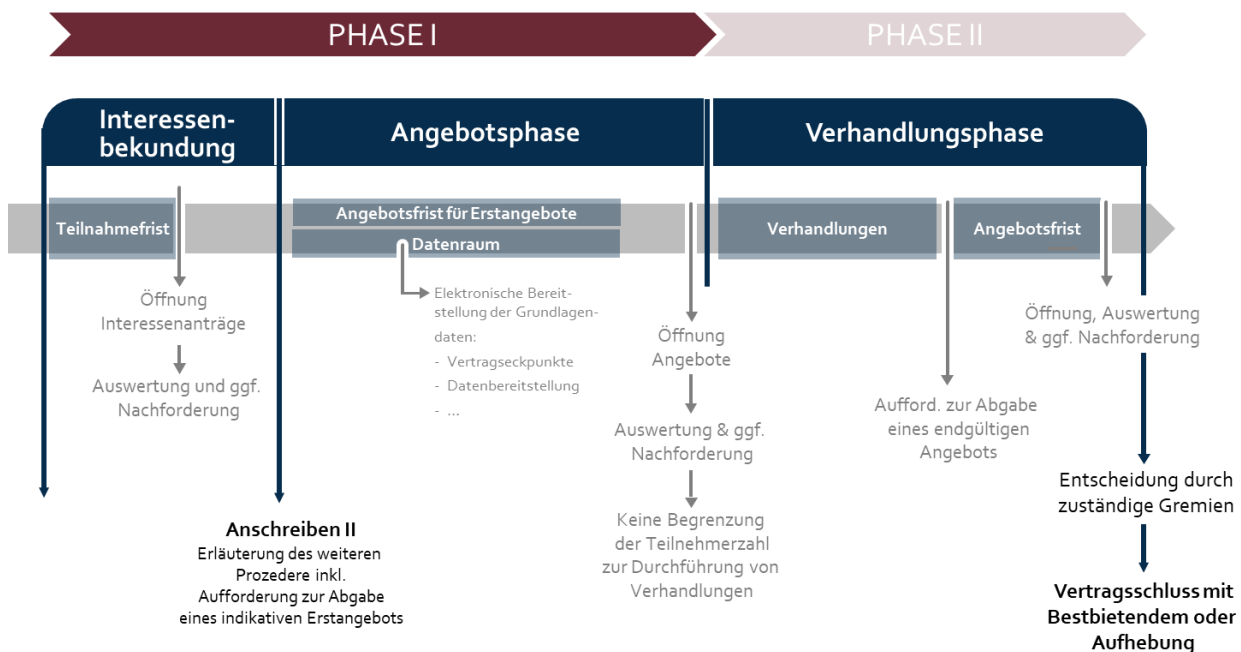 PHASE I
PHASE II
Interessen-
bekundung
Angebotsphase
Verhandlungsphase
Teilnahmefrist
Angebotsfrist für Erstangebote
Datenraum
Verhandlungen
Angebotsfrist
Öffnung
Interessenanträge
Auswertung und ggf.
Nachforderung
Elektronische Bereit-
stellung der Grundlagen-
daten:
- Vertragseckpunkte
- Datenbereitstellung
- ...
Öffnung
Angebote
Auswertung & ggf.
Nachforderung
Keine Begrenzung
der Teilnehmerzahl
zur Durchführung von
Verhandlungen
Aufford. zur Abgabe
eines endgültigen
Angebots
Öffnung, Auswertung
& ggf. Nachforderung
Anschreiben II
Erläuterung des weiteren
Prozedere inkl.
Aufforderung zur Abgabe
eines indikativen Erstangebots
Entscheidung durch
zuständige Gremien
Vertragsschluss mit
Bestbietendem oder
Aufhebung